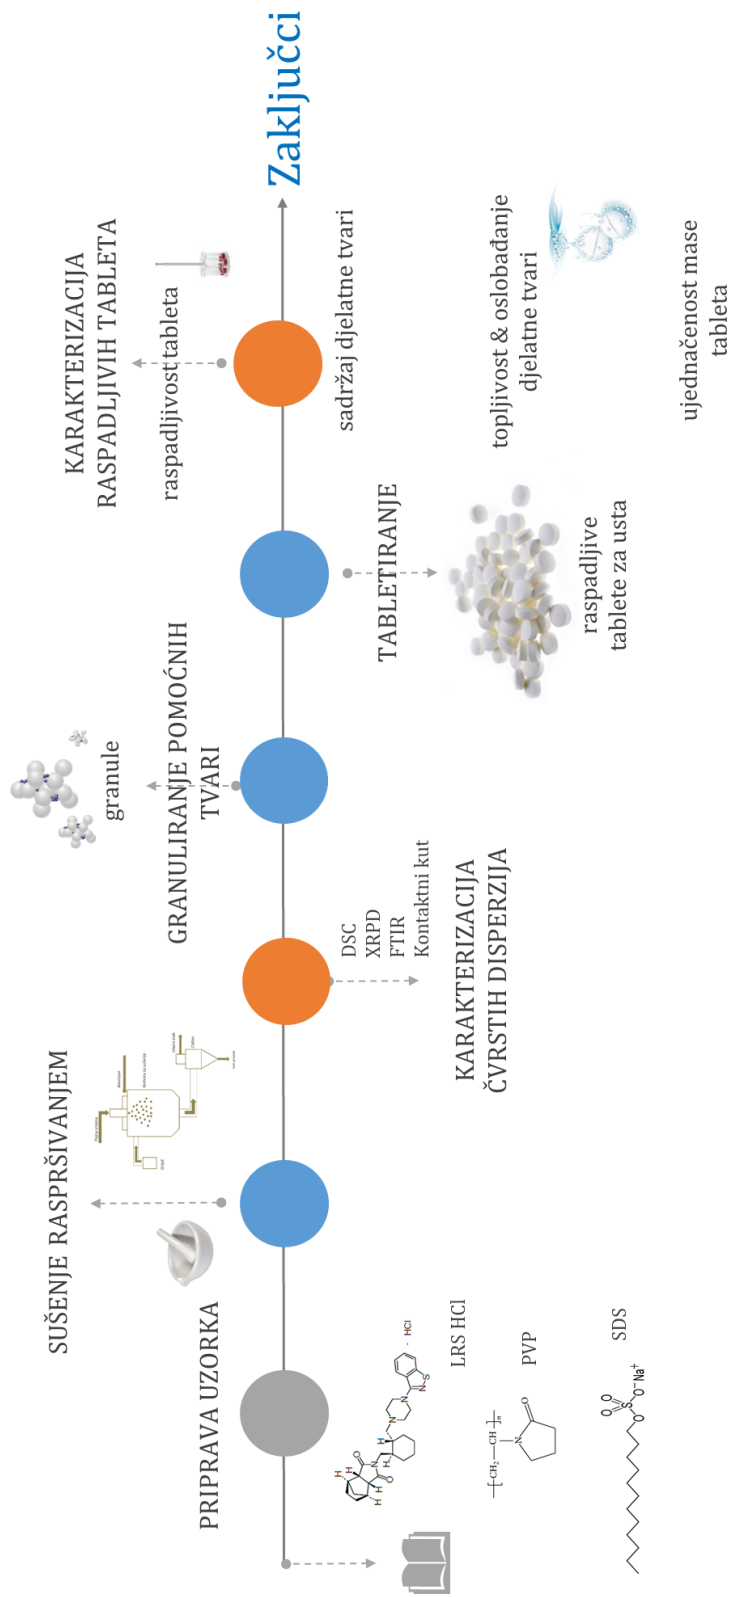 PRIPRAVA UZORKA
LRS HCl
PVP
SDS
SUŠENJE RASPRŠIVANJEM
DSC
XRPD
FTIR
Kontaktni kut
KARAKTERIZACIJA
ČVRSTIH DISPERZIJA
granule
GRANULIRANJE POMOĆNIH
TVARI
TABLETIRANJE
raspadljive
tablete za usta
KARAKTERIZACIJA
RASPADLJIVIH TABLETA
raspadljivost tableta
sadržaj djelatne tvari
topljivost & oslobađanje
djelatne tvari
ujednačenost mase
tableta
Zaključci